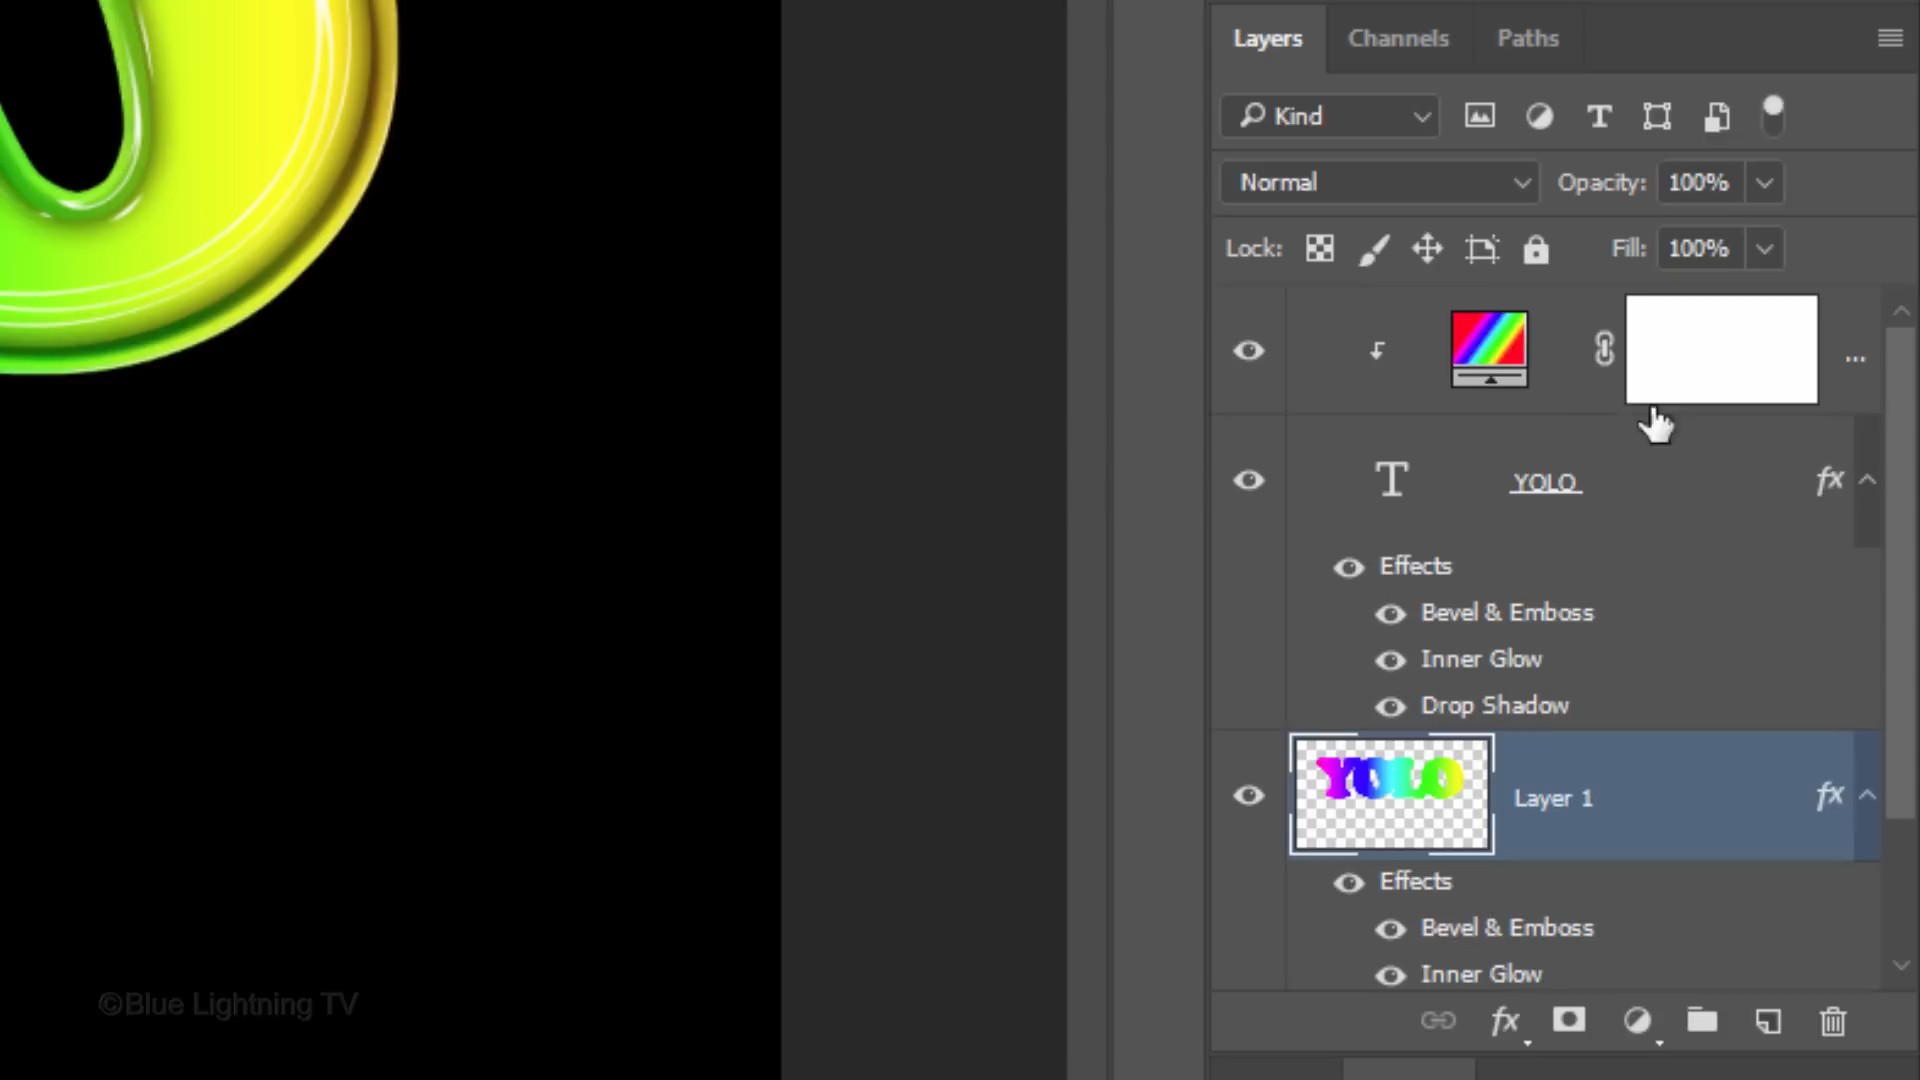 Layers Channels Paths
Kind
Normal Opacity: 100%
Lock: Fill: 100%
...
T YOLO fx
Effects
Bevel & Emboss
Inner Glow
Drop Shadow
YOLO Layer 1 fx
Effects
Bevel & Emboss
Inner Glow
fx
©Blue Lightning TV